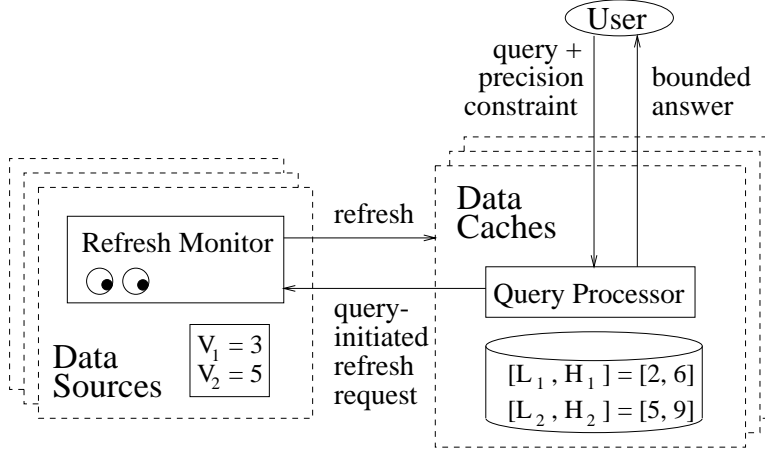 User
query +
precision
constraint
bounded
answer
Data
Caches
refresh
Refresh Monitor
Query Processor
query-
initiated
refresh
request
Data
Sources
V1 = 3
V2 = 5
[L1 , H1 ] = [2, 6]
[L2 , H2 ] = [5, 9]